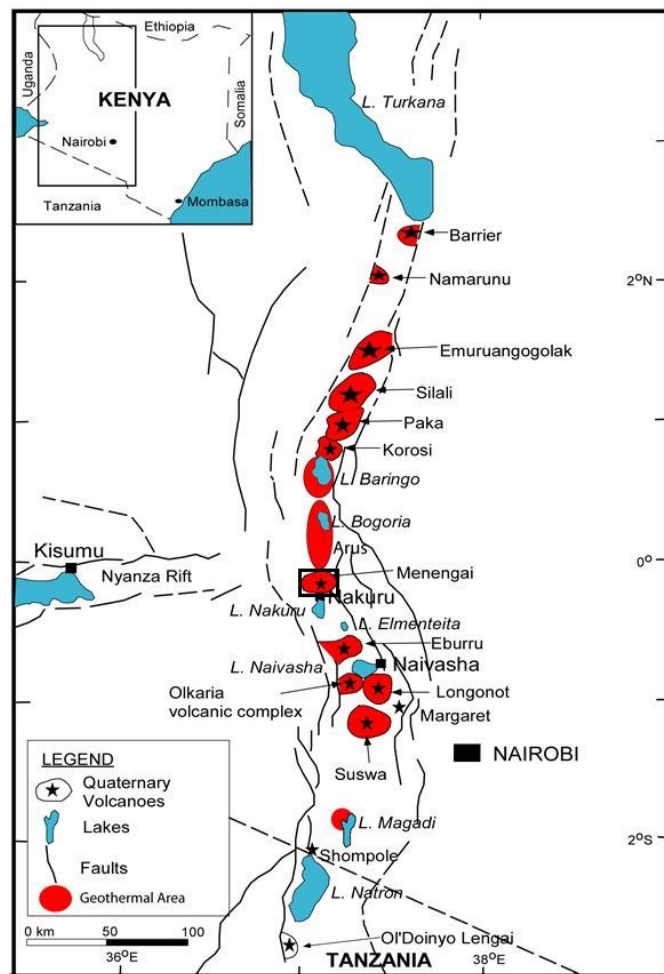 Ethiopia
Uganda
KENYA
Somalia
Nairobi
Tanzania
Mombasa
L. Turkana
Barrier
2°N
Namarunu
Emuruangogolak
Silali
Paka
Korosi
L. Baringo
L. Bogoria
Arus
Kisumu
Nyanza Rift
0°
Menengai
Nakuru
L. Nakuru
L. Elmenteita
Eburru
L. Naivasha
Naivasha
Olkaria
volcanic complex
Longonot
Margaret
NAIROBI
Suswa
LEGEND
Quaternary
Volcanoes
Lakes
Faults
Geothermal Area
0 km 50 100
L. Magadi
2°S
Shompole
L. Natron
Ol'Doinyo Lengai
36°E
TANZANIA
38°E